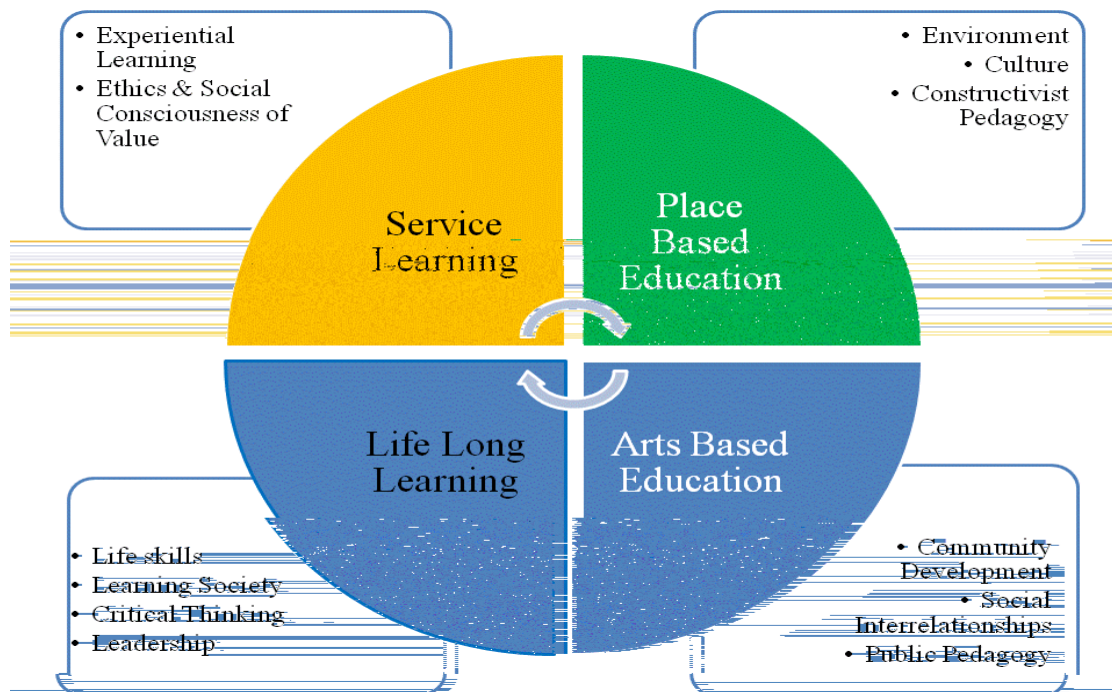 • Experiential
Learning
• Ethics & Social
Consciousness of
Value
• Environment
• Culture
• Constructivist
Pedagogy
Service
Learning
Place
Based
Education
Life Long
Learning
Arts Based
Education
• Life skills
• Learning Society
• Critical Thinking
• Leadership
• Community
Development
• Social
Interrelationships
• Public Pedagogy